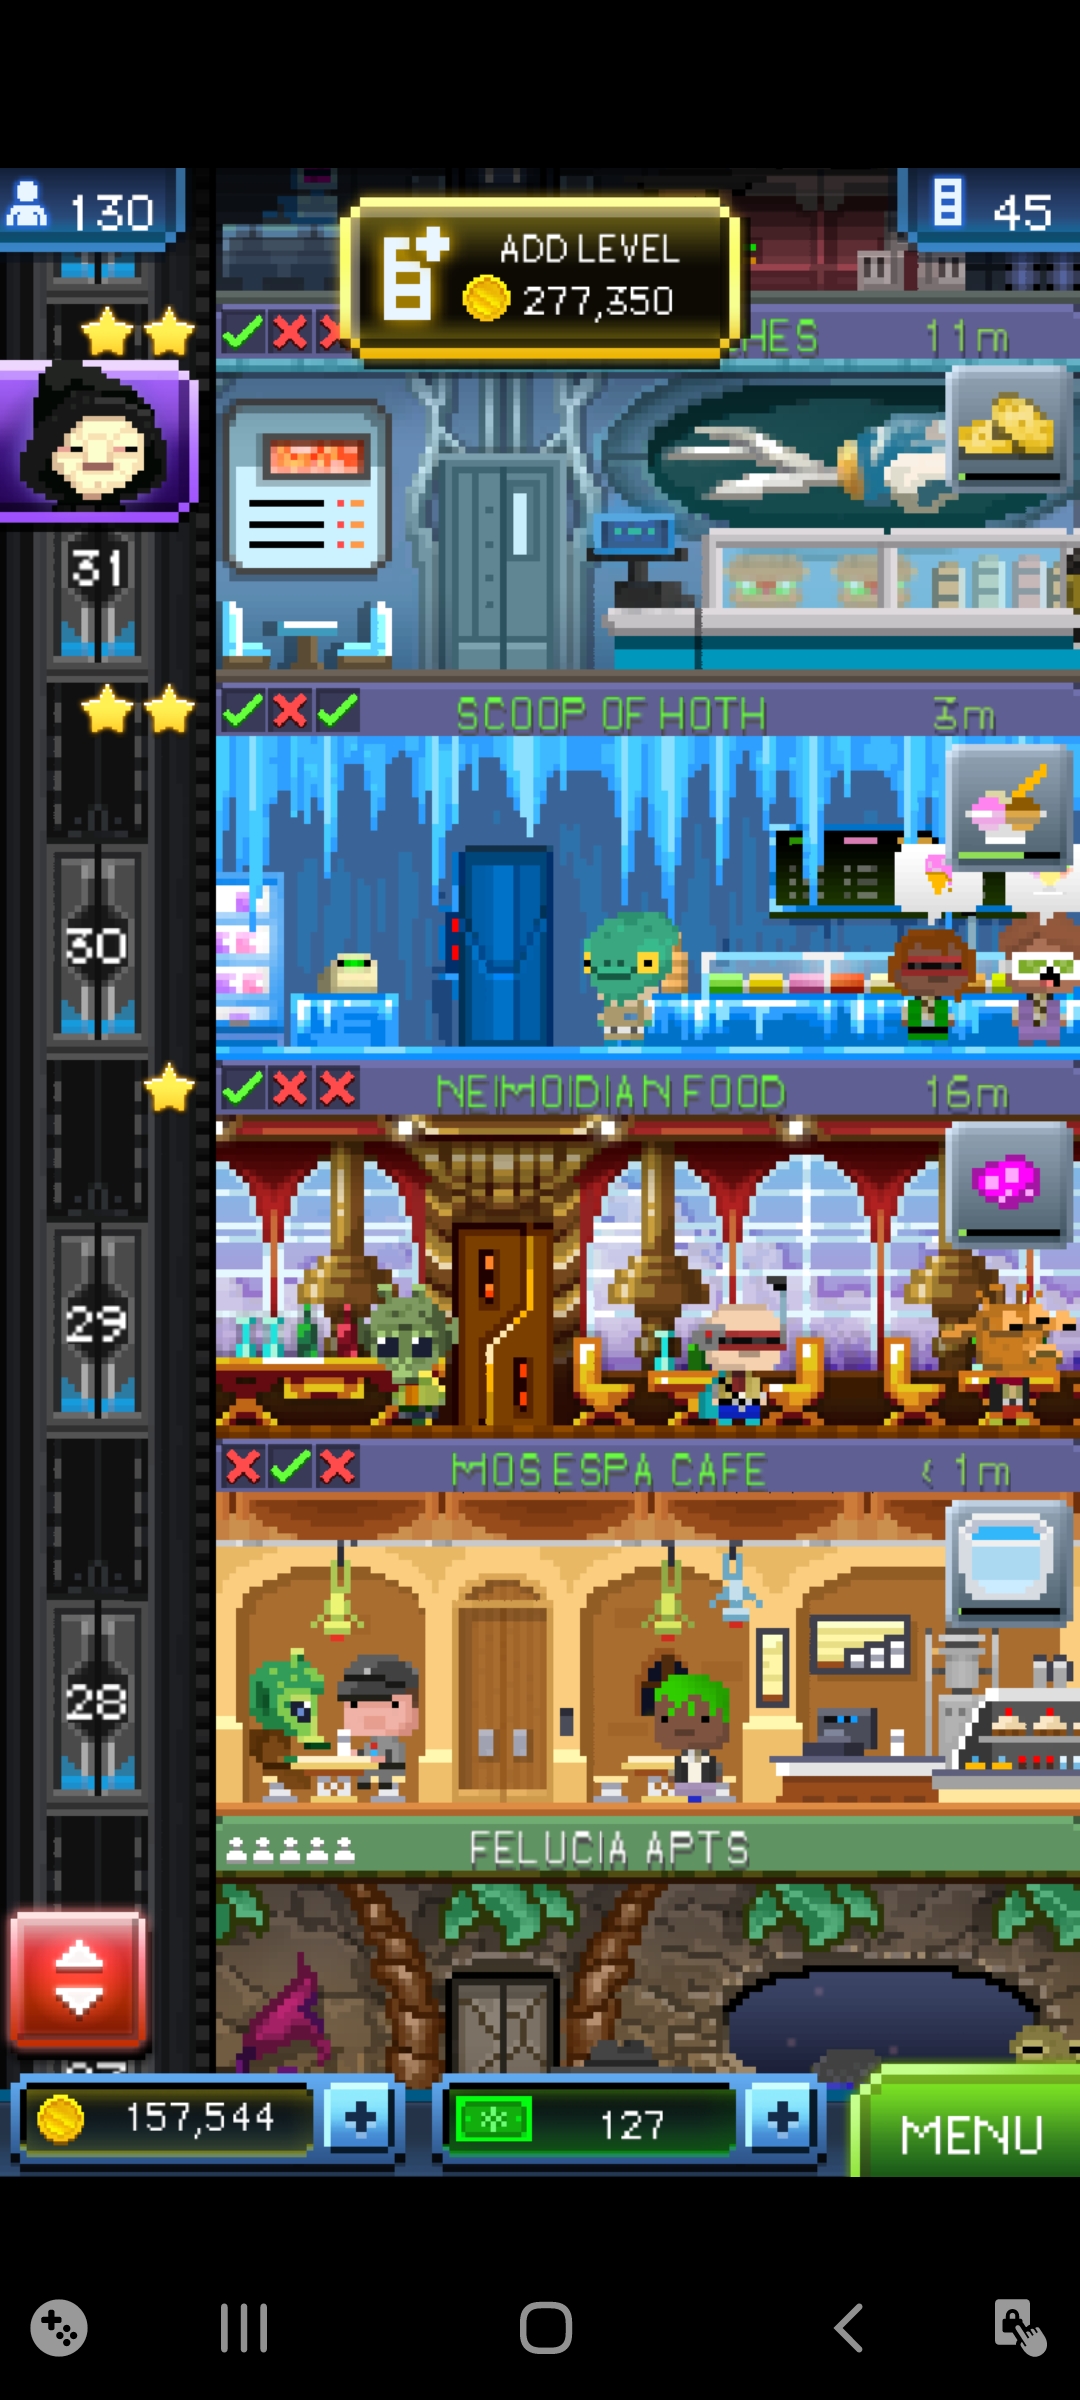 130
45
ADD LEVEL
277,350
11m
31
SCOOP OF HOTH 3m
30
NEIMOIDIAN FOOD 16m
29
MOS ESPA CAFE < 1m
28
FELUCIA APTS
157,544
127
MENU